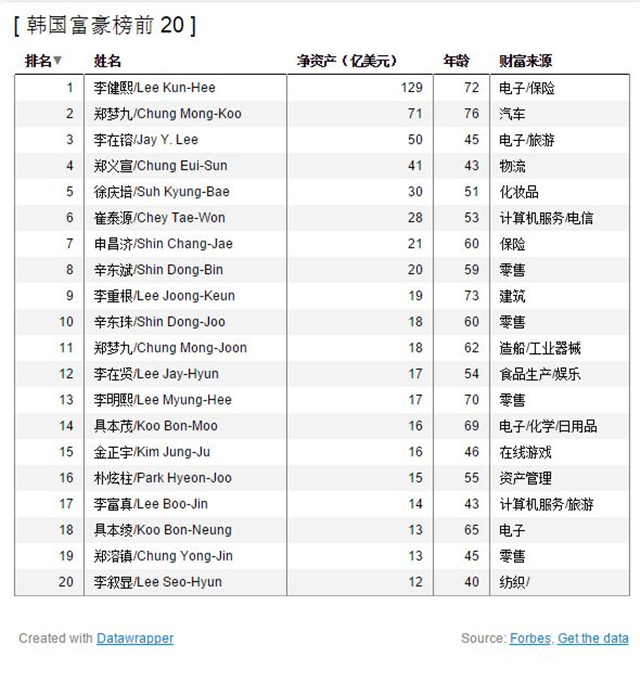 [ 韩国富豪榜前 20 ]
排名▼ 姓名 净资产（亿美元） 年龄 财富来源
1 李健熙/Lee Kun-Hee 129 72 电子/保险
2 郑梦九/Chung Mong-Koo 71 76 汽车
3 李在镕/Jay Y. Lee 50 45 电子/旅游
4 郑义宣/Chung Eui-Sun 41 43 物流
5 徐庆培/Suh Kyung-Bae 30 51 化妆品
6 崔泰源/Chey Tae-Won 28 53 计算机服务/电信
7 申昌济/Shin Chang-Jae 21 60 保险
8 辛东斌/Shin Dong-Bin 20 59 零售
9 李重根/Lee Joong-Keun 19 73 建筑
10 辛东珠/Shin Dong-Joo 18 60 零售
11 郑梦九/Chung Mong-Joon 18 62 造船/工业器械
12 李在贤/Lee Jay-Hyun 17 54 食品生产/娱乐
13 李明熙/Lee Myung-Hee 17 70 零售
14 具本茂/Koo Bon-Moo 16 69 电子/化学/日用品
15 金正宇/Kim Jung-Ju 16 46 在线游戏
16 朴炫柱/Park Hyeon-Joo 15 55 资产管理
17 李富真/Lee Boo-Jin 14 43 计算机服务/旅游
18 具本绫/Koo Bon-Neung 13 65 电子
19 郑溶镇/Chung Yong-Jin 13 45 零售
20 李叙显/Lee Seo-Hyun 12 40 纺织/
Created with Datawrapper Source: Forbes, Get the data